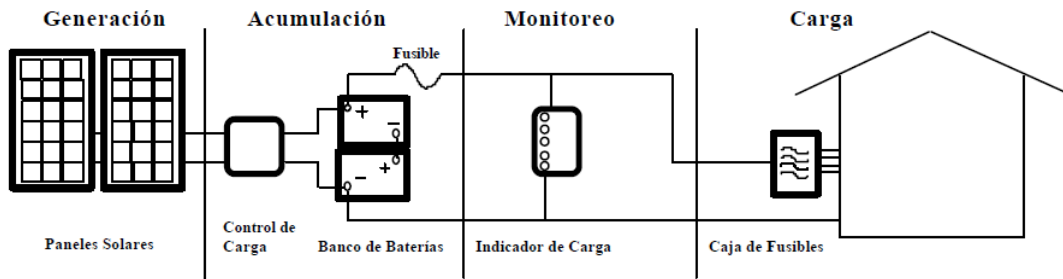 Generación
Acumulación
Monitoreo
Carga
Fusible
+
−
−
+
Paneles Solares
Control de
Carga
Banco de Baterías
Indicador de Carga
Caja de Fusibles